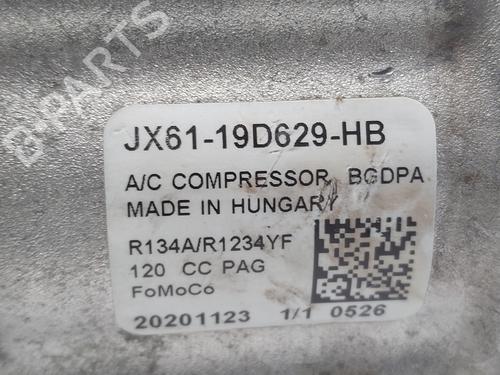 B-PARTS
JX61-19D629-HB
A/C COMPRESSOR BGDPA
MADE IN HUNGARY
R134A/R1234YF
120 CC PAG
FoMoCo
20201123 1/1 0526